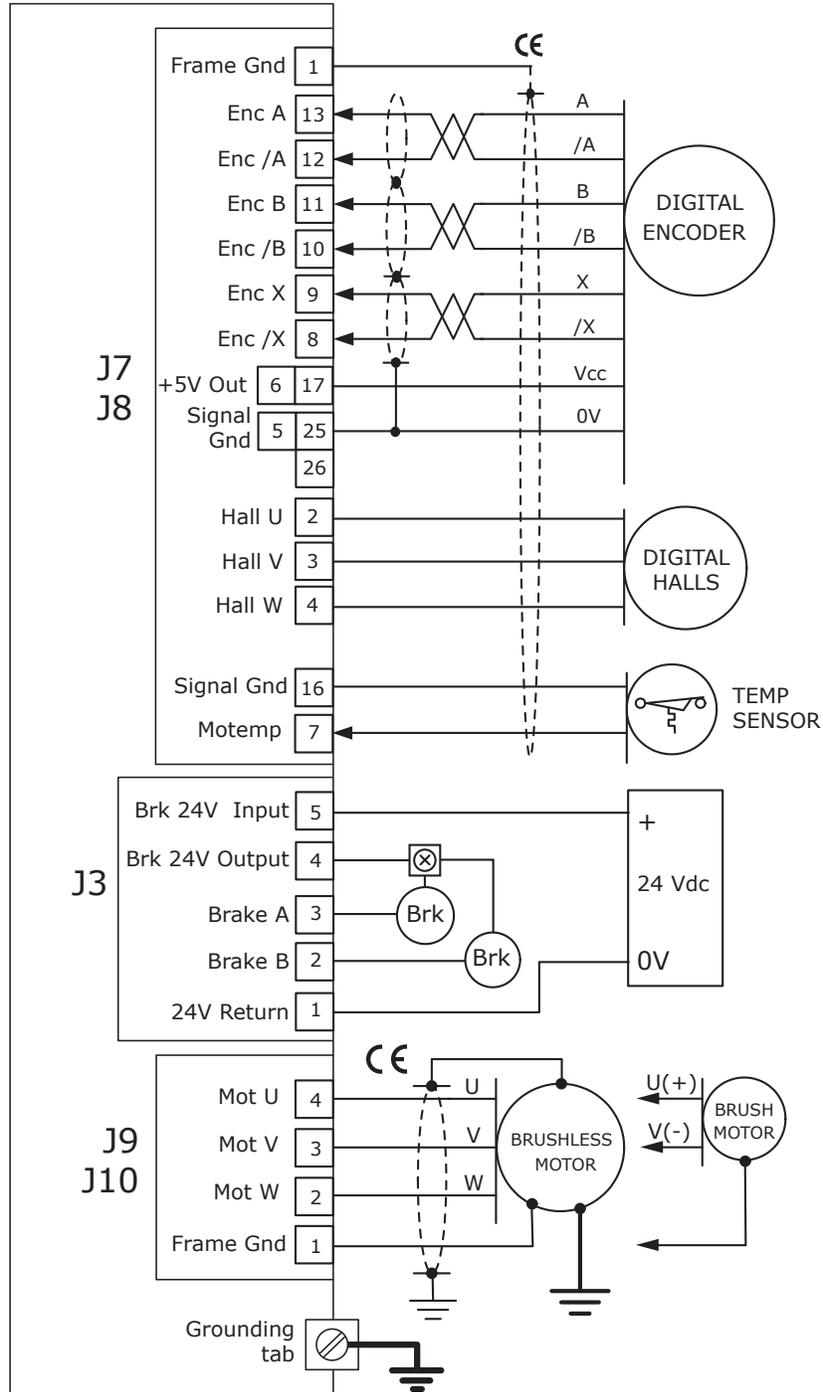 CE
Frame Gnd 1
Enc A 13 A
Enc /A 12 /A
Enc B 11 B
Enc /B 10 /B
Enc X 9 X
Enc /X 8 /X
DIGITAL
ENCODER
J7
J8
+5V Out 6 17 Vcc
Signal
Gnd 5 25 0V
26
Hall U 2
Hall V 3
Hall W 4
DIGITAL
HALLS
Signal Gnd 16
Motemp 7
TEMP
SENSOR
J3
Brk 24V Input 5
Brk 24V Output 4
Brake A 3 Brk
Brake B 2 Brk
24V Return 1
+
24 Vdc
0V
CE
J9
J10
Mot U 4 U
Mot V 3 V
Mot W 2 W
Frame Gnd 1
BRUSHLESS
MOTOR
U(+)
V(-)
BRUSH
MOTOR
Grounding
tab